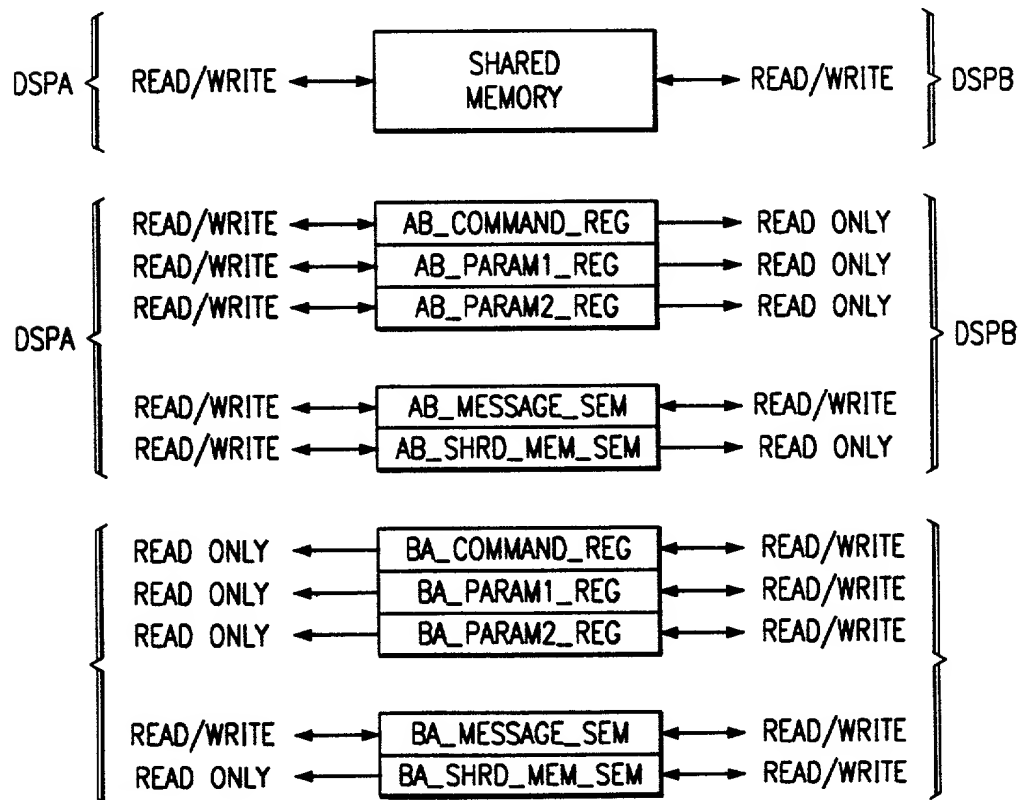 DSPA READ/WRITE SHARED MEMORY READ/WRITE DSPB
READ/WRITE AB_COMMAND_REG READ ONLY
READ/WRITE AB_PARAM1_REG READ ONLY
READ/WRITE AB_PARAM2_REG READ ONLY
DSPA DSPB
READ/WRITE AB_MESSAGE_SEM READ/WRITE
READ/WRITE AB_SHRD_MEM_SEM READ ONLY
READ ONLY BA_COMMAND_REG READ/WRITE
READ ONLY BA_PARAM1_REG READ/WRITE
READ ONLY BA_PARAM2_REG READ/WRITE
READ/WRITE BA_MESSAGE_SEM READ/WRITE
READ ONLY BA_SHRD_MEM_SEM READ/WRITE